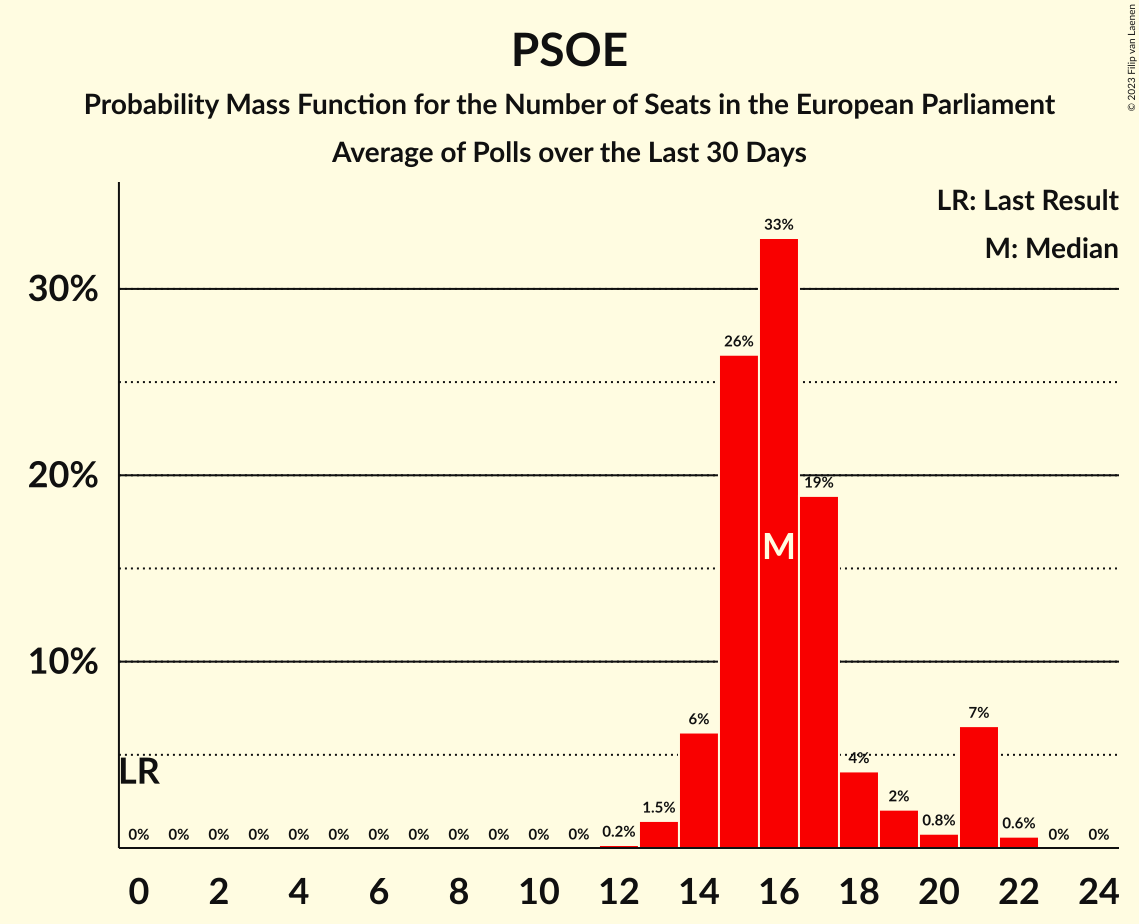 PSOE
Probability Mass Function for the Number of Seats in the European Parliament
Average of Polls over the Last 30 Days
© 2023 Filip van Laenen
LR: Last Result
M: Median
30%
20%
10%
LR
M
0% 0% 0% 0% 0% 0% 0% 0% 0% 0% 0% 0% 0.2% 1.5% 6% 26% 33% 19% 4% 2% 0.8% 7% 0.6% 0% 0%
0 2 4 6 8 10 12 14 16 18 20 22 24